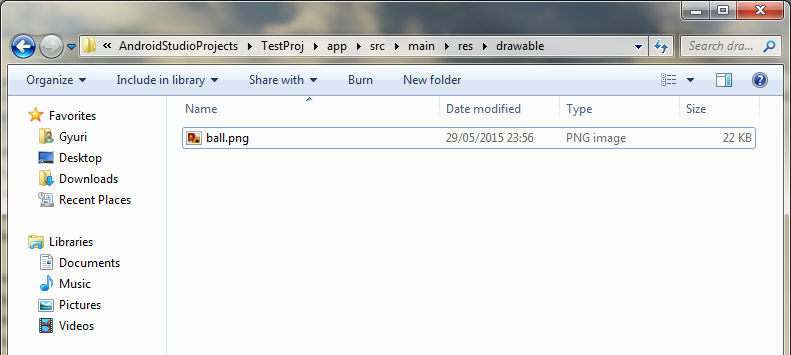 « AndroidStudioProjects ▸ TestProj ▸ app ▸ src ▸ main ▸ res ▸ drawable Search dra...
Organize Include in library Share with Burn New folder
Name Date modified Type Size
ball.png 29/05/2015 23:56 PNG image 22 KB
Favorites
Gyuri
Desktop
Downloads
Recent Places
Libraries
Documents
Music
Pictures
Videos